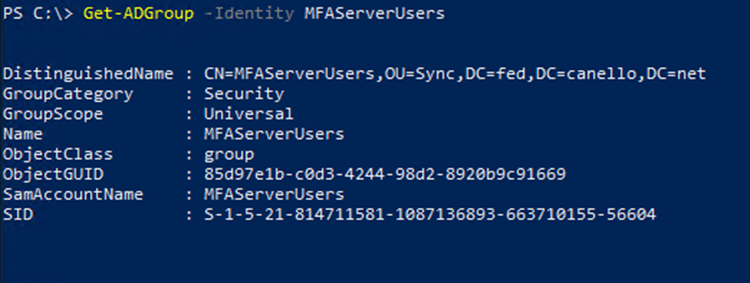 PS C:\> Get-ADGroup -Identity MFAServerUsers
DistinguishedName : CN=MFAServerUsers,OU=Sync,DC=fed,DC=canello,DC=net
GroupCategory     : Security
GroupScope        : Universal
Name              : MFAServerUsers
ObjectClass       : group
ObjectGUID        : 85d97e1b-c0d3-4244-98d2-8920b9c91669
SamAccountName    : MFAServerUsers
SID               : S-1-5-21-814711581-1087136893-663710155-56604